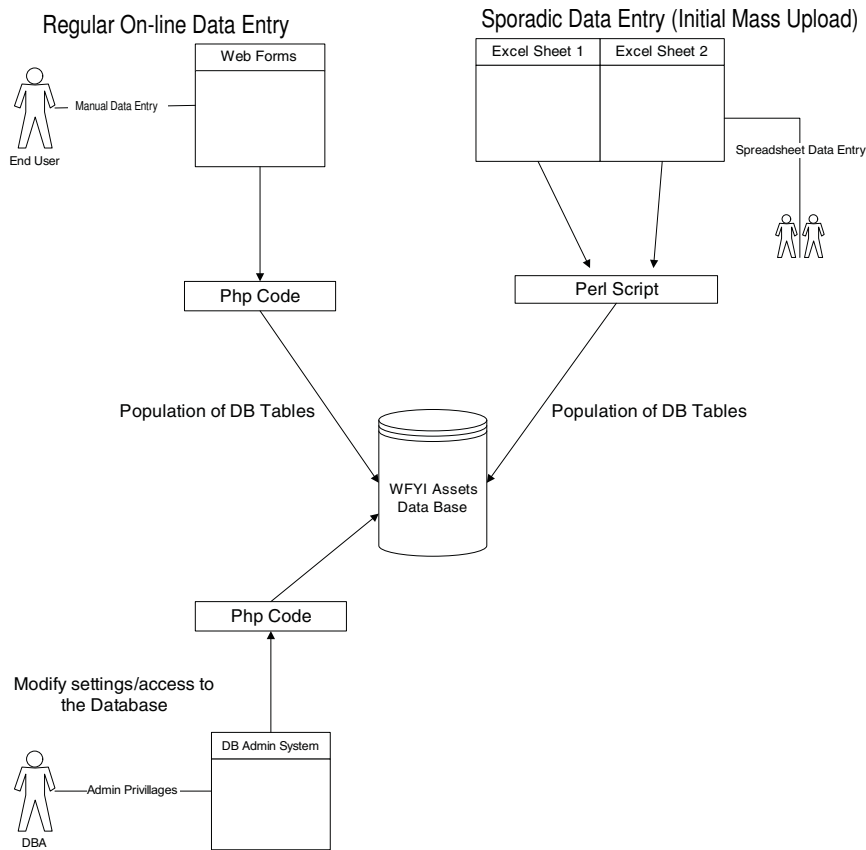 Regular On-line Data Entry
Sporadic Data Entry (Initial Mass Upload)
Web Forms
Excel Sheet 1
Excel Sheet 2
Manual Data Entry
End User
Spreadsheet Data Entry
Php Code
Perl Script
Population of DB Tables
Population of DB Tables
WFYI Assets
Data Base
Php Code
Modify settings/access to
the Database
DB Admin System
Admin Privillages
DBA